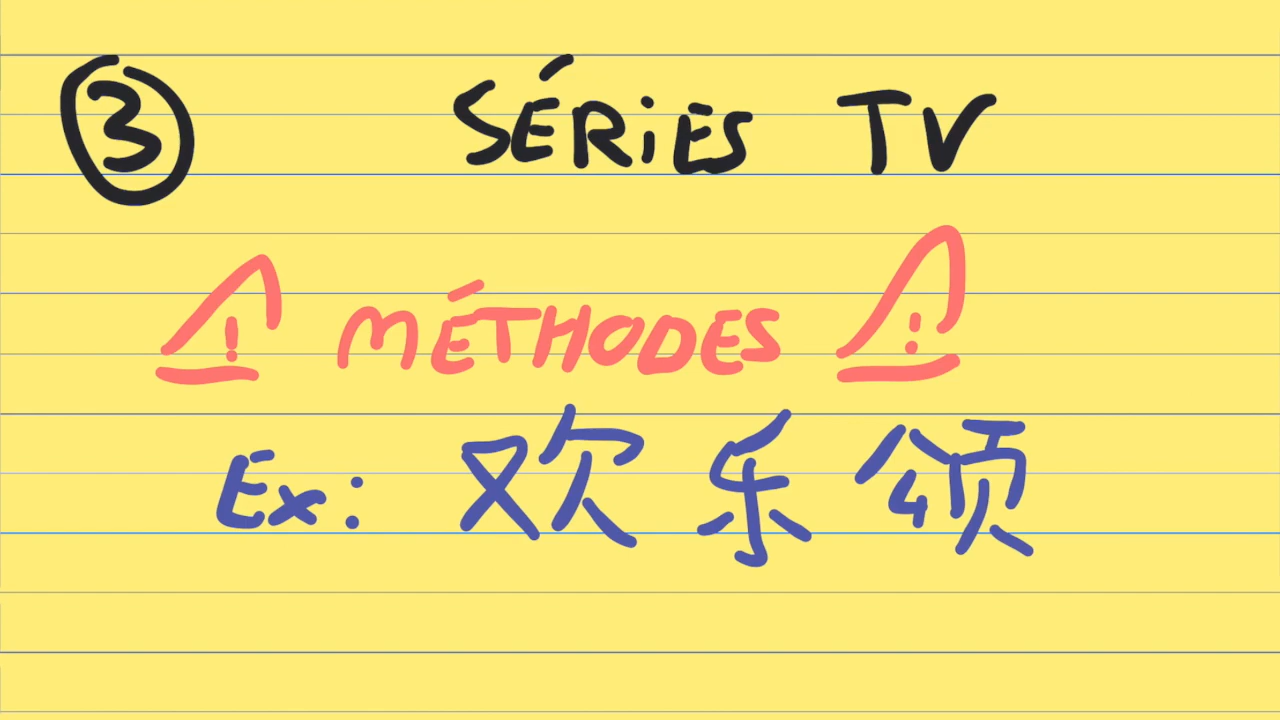 3 SÉRiES TV
! MÉTHODES !
Ex: 欢乐颂